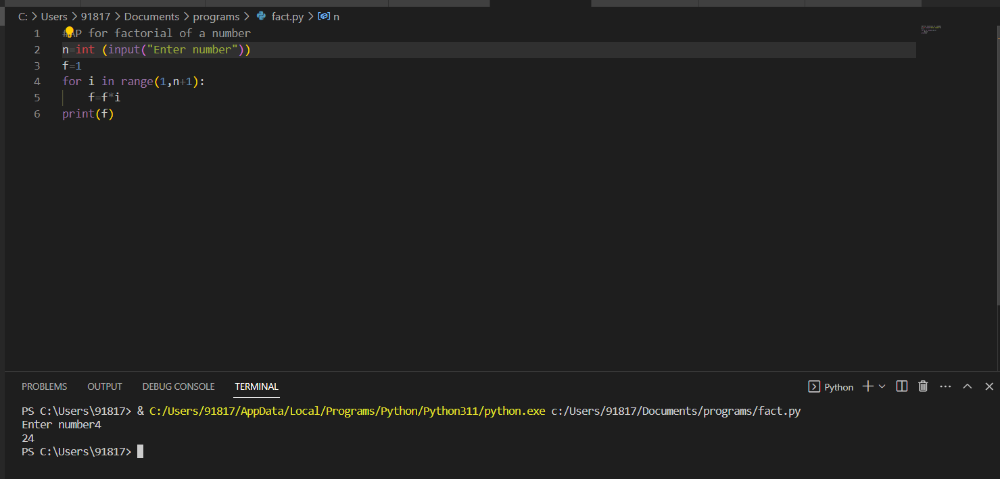 C: > Users > 91817 > Documents > programs > fact.py > n
1 # P for factorial of a number
2 n=int (input("Enter number"))
3 f=1
4 for i in range(1,n+1):
5     f=f*i
6 print(f)
PROBLEMS OUTPUT DEBUG CONSOLE TERMINAL Python
PS C:\Users\91817> & C:/Users/91817/AppData/Local/Programs/Python/Python311/python.exe c:/Users/91817/Documents/programs/fact.py
Enter number4
24
PS C:\Users\91817>